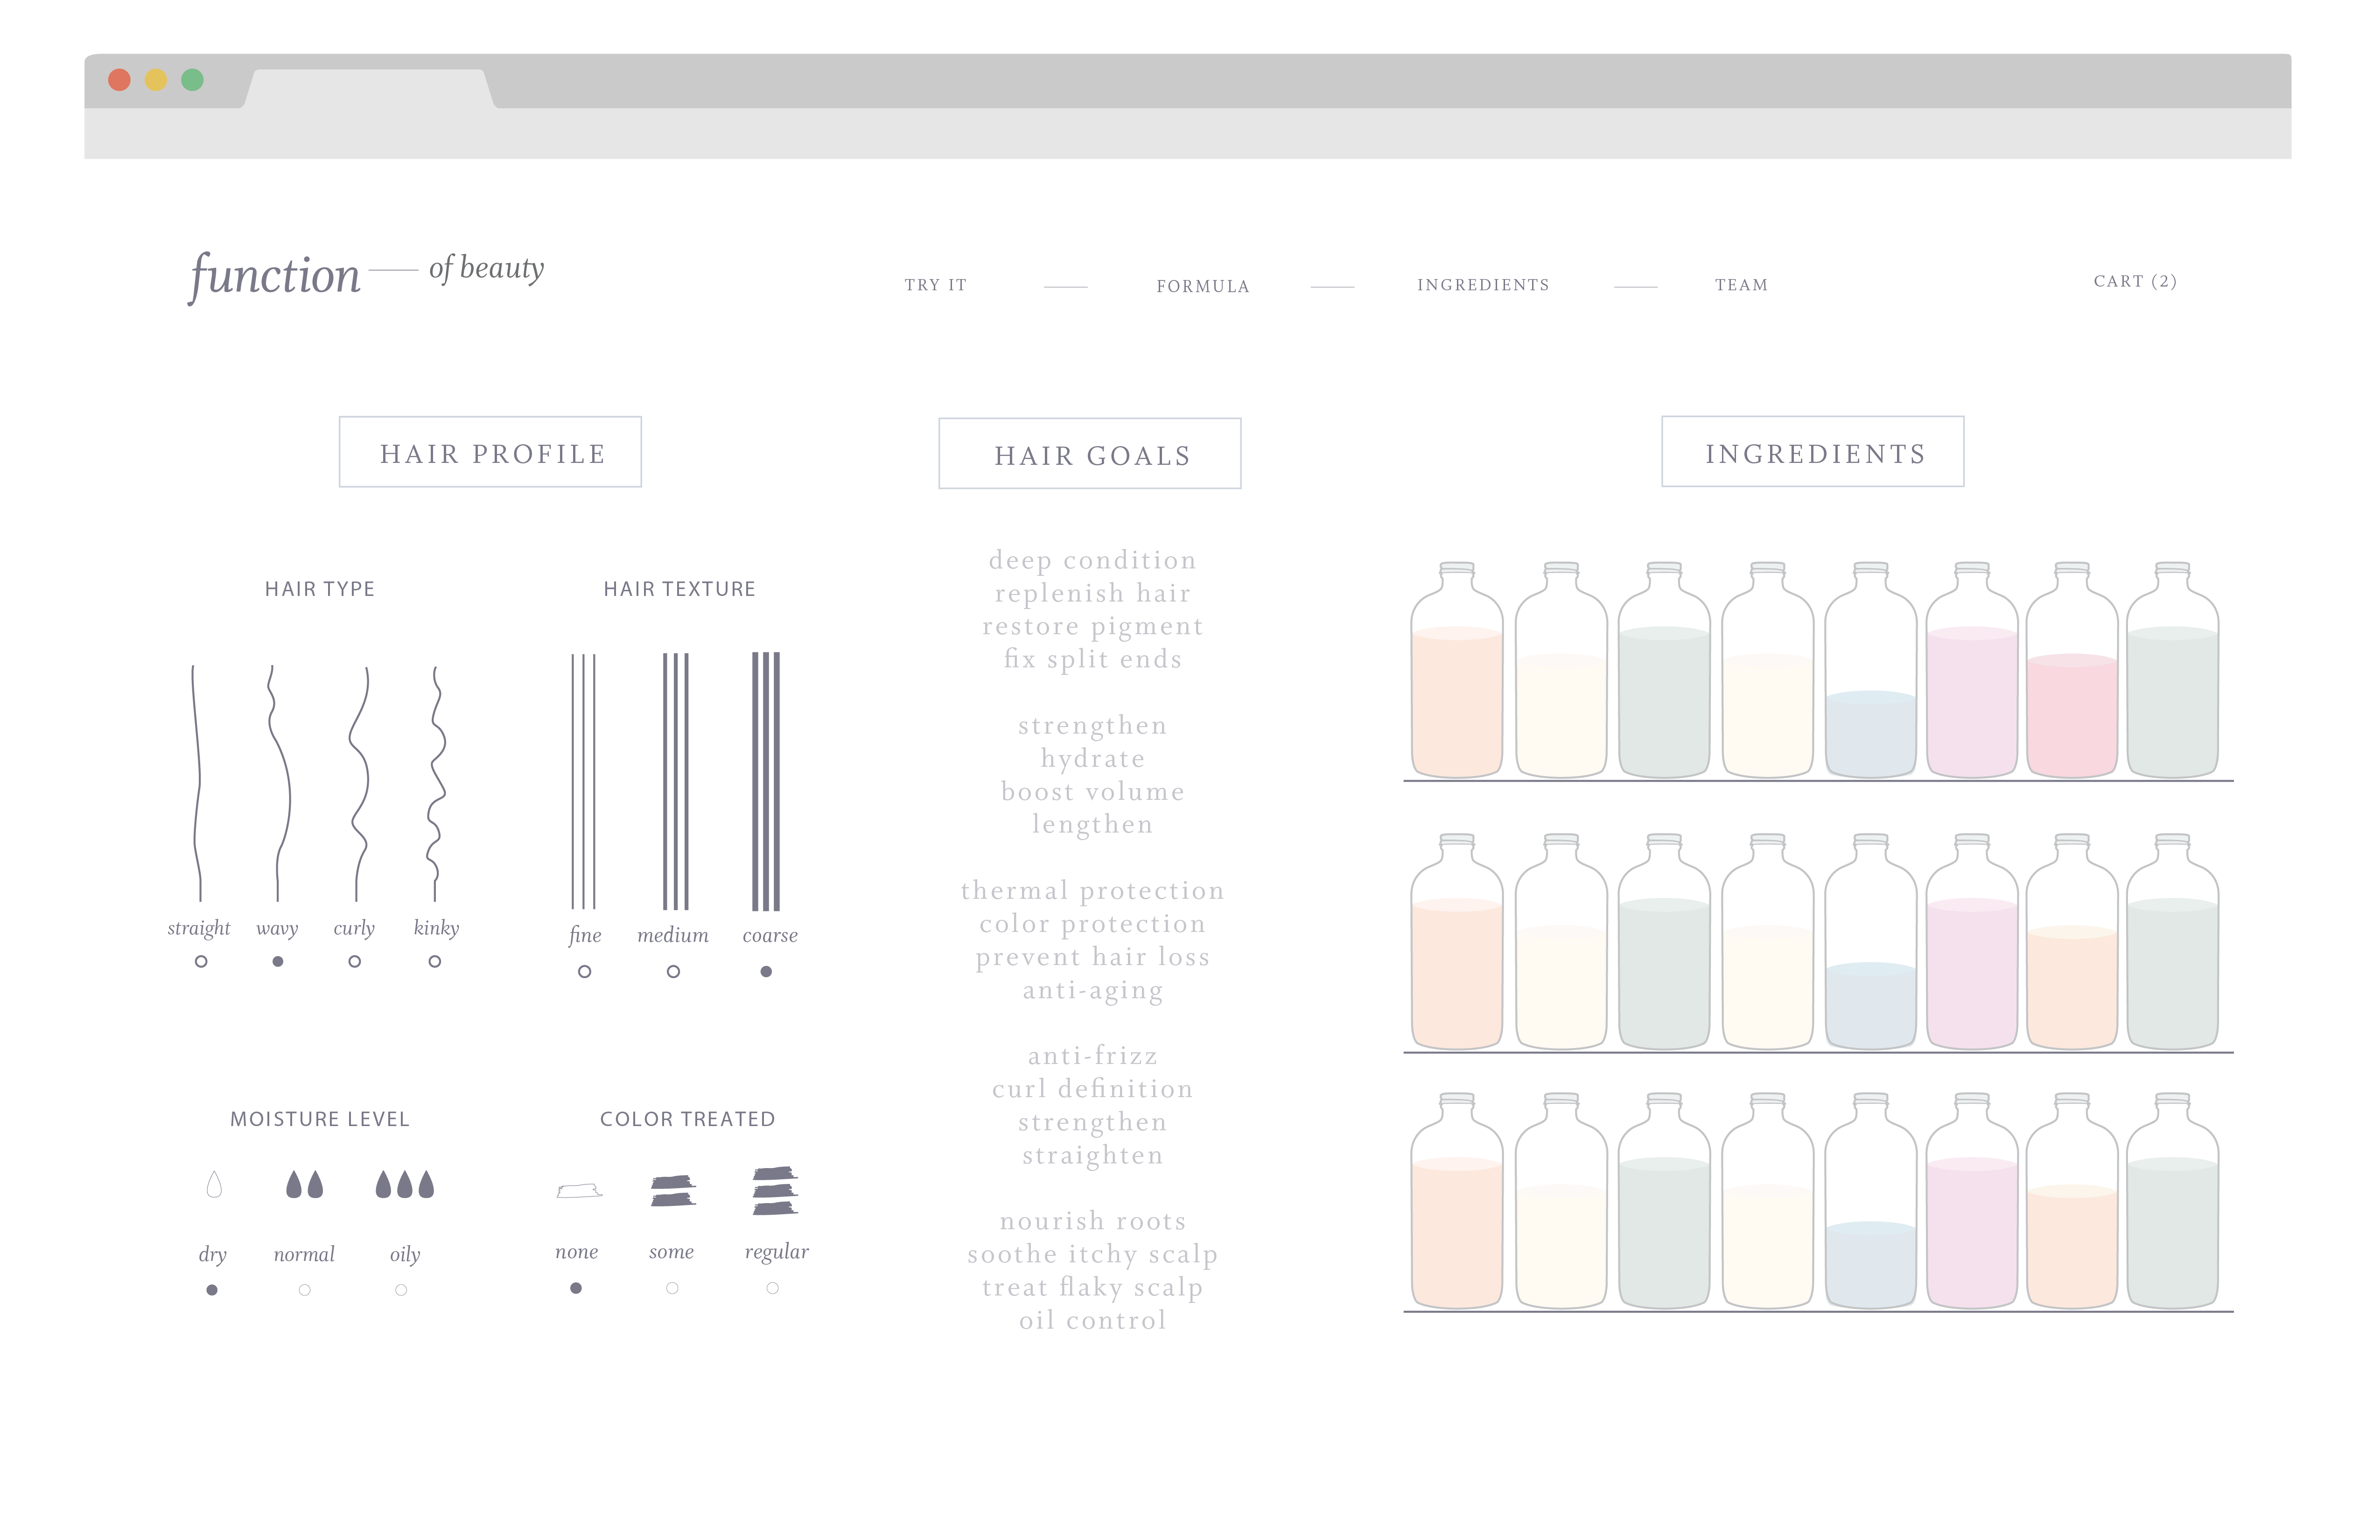 function — of beauty
TRY IT — FORMULA — INGREDIENTS — TEAM
CART (2)
HAIR PROFILE
HAIR TYPE
straight wavy curly kinky
HAIR TEXTURE
fine medium coarse
MOISTURE LEVEL
dry normal oily
COLOR TREATED
none some regular
HAIR GOALS
deep condition
replenish hair
restore pigment
fix split ends
strengthen
hydrate
boost volume
lengthen
thermal protection
color protection
prevent hair loss
anti-aging
anti-frizz
curl definition
strengthen
straighten
nourish roots
soothe itchy scalp
treat flaky scalp
oil control
INGREDIENTS